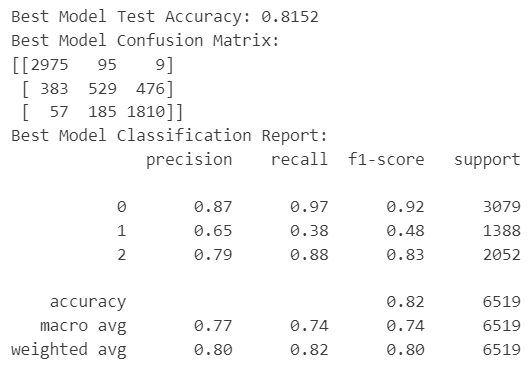 Best Model Test Accuracy: 0.8152
Best Model Confusion Matrix:
[[2975   95    9]
 [ 383  529  476]
 [  57  185 1810]]
Best Model Classification Report:
              precision    recall  f1-score   support

           0       0.87      0.97      0.92      3079
           1       0.65      0.38      0.48      1388
           2       0.79      0.88      0.83      2052

    accuracy                           0.82      6519
   macro avg       0.77      0.74      0.74      6519
weighted avg       0.80      0.82      0.80      6519